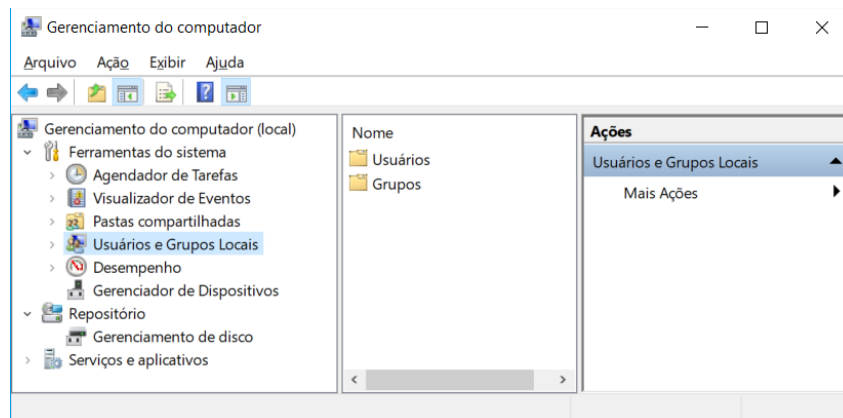 Gerenciamento do computador
Arquivo Ação Exibir Ajuda
Gerenciamento do computador (local)
Ferramentas do sistema
Agendador de Tarefas
Visualizador de Eventos
Pastas compartilhadas
Usuários e Grupos Locais
Desempenho
Gerenciador de Dispositivos
Repositório
Gerenciamento de disco
Serviços e aplicativos
Nome
Usuários
Grupos
Ações
Usuários e Grupos Locais
Mais Ações